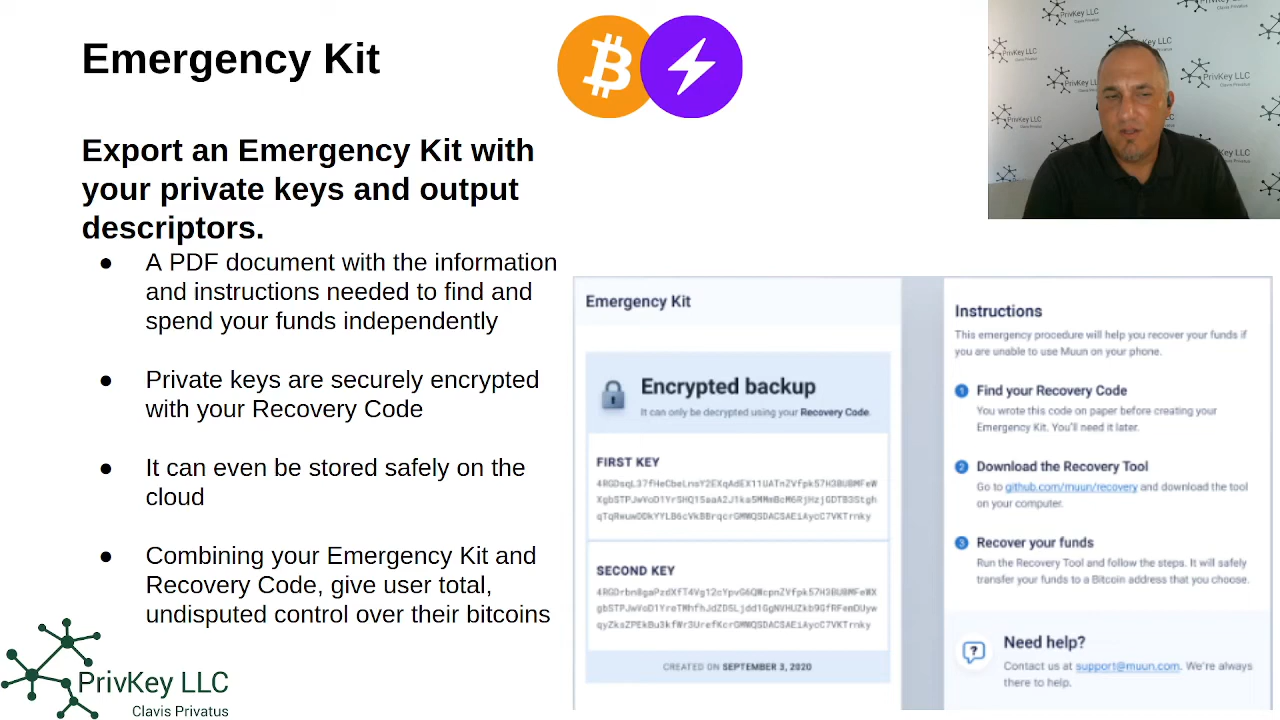 Emergency Kit
Export an Emergency Kit with
your private keys and output
descriptors.
● A PDF document with the information
and instructions needed to find and
spend your funds independently
● Private keys are securely encrypted
with your Recovery Code
● It can even be stored safely on the
cloud
● Combining your Emergency Kit and
Recovery Code, give user total,
undisputed control over their bitcoins
PrivKey LLC
Clavis Privatus
Emergency Kit
Encrypted backup
It can only be decrypted using your Recovery Code.
FIRST KEY
SECOND KEY
CREATED ON SEPTEMBER 3, 2020
Instructions
This emergency procedure will help you recover your funds if
you are unable to use Muun on your phone.
1 Find your Recovery Code
You wrote this code on paper before creating your
Emergency Kit. You'll need it later.
2 Download the Recovery Tool
Go to github.com/muun/recovery and download the tool
on your computer.
3 Recover your funds
Run the Recovery Tool and follow the steps. It will safely
transfer your funds to a Bitcoin address that you choose.
Need help?
Contact us at support@muun.com. We're always
there to help.
PrivKey LLC
Clavis Privatus